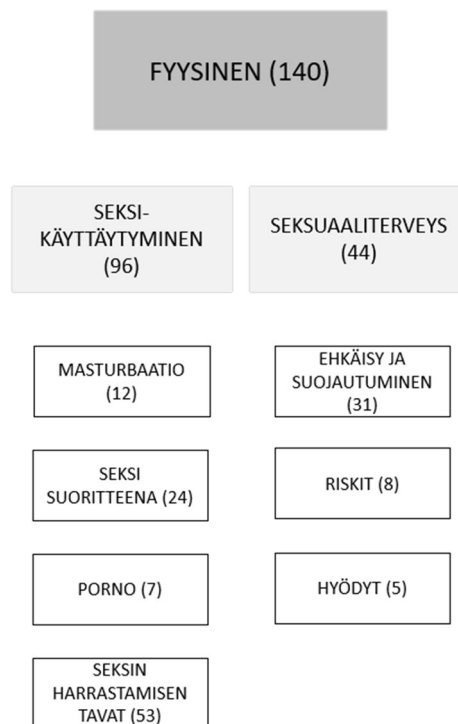 FYYSINEN (140)
SEKSI-
KÄYTTÄYTYMINEN
(96)
SEKSUAALITERVEYS
(44)
MASTURBAATIO
(12)
SEKSI
SUORITTEENA (24)
PORNO (7)
SEKSIN
HARRASTAMISEN
TAVAT (53)
EHKÄISY JA
SUOJAUTUMINEN
(31)
RISKIT (8)
HYÖDYT (5)